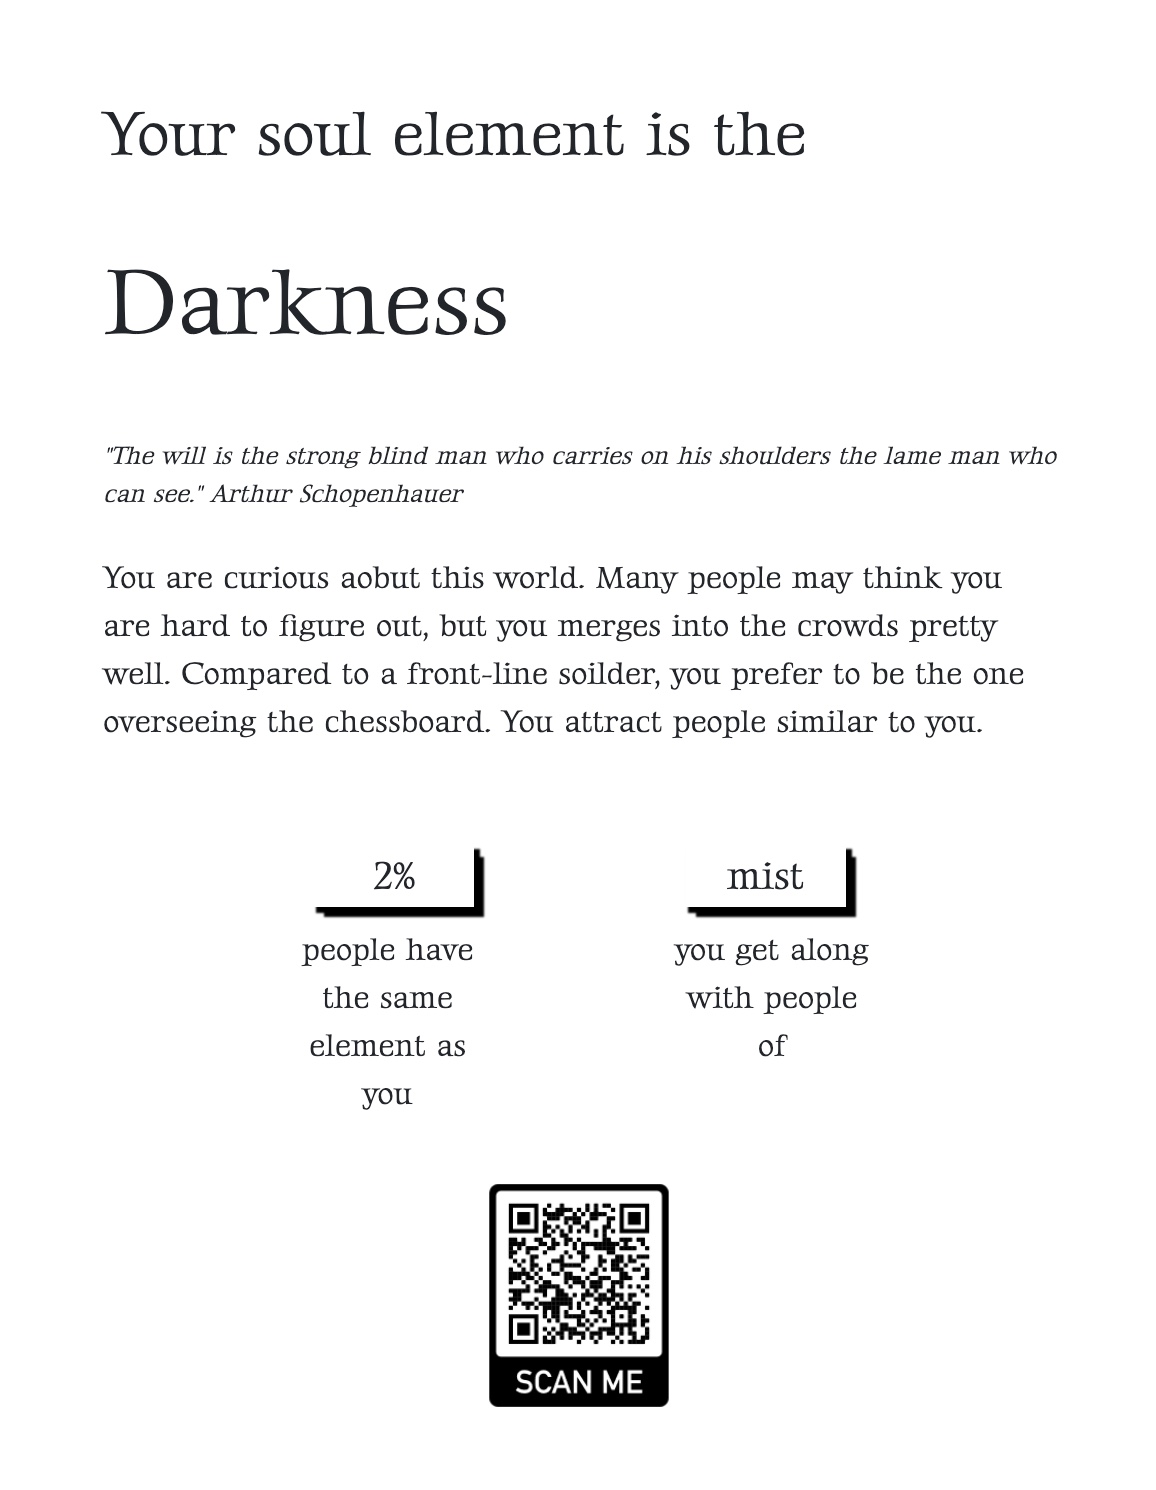 Your soul element is the
Darkness
"The will is the strong blind man who carries on his shoulders the lame man who
can see." Arthur Schopenhauer
You are curious aobut this world. Many people may think you
are hard to figure out, but you merges into the crowds pretty
well. Compared to a front-line soilder, you prefer to be the one
overseeing the chessboard. You attract people similar to you.
2%
people have
the same
element as
you
mist
you get along
with people
of
SCAN ME